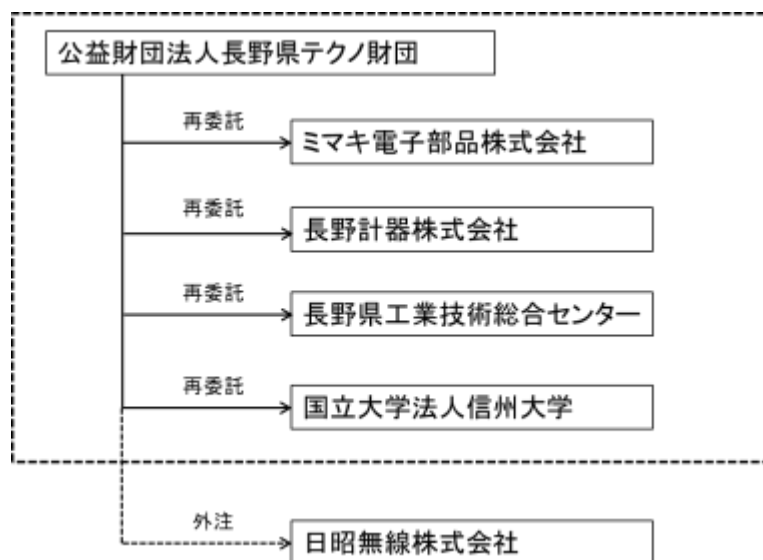 公益財団法人長野県テクノ財団
再委託
ミマキ電子部品株式会社
再委託
長野計器株式会社
再委託
長野県工業技術総合センター
再委託
国立大学法人信州大学
外注
日昭無線株式会社